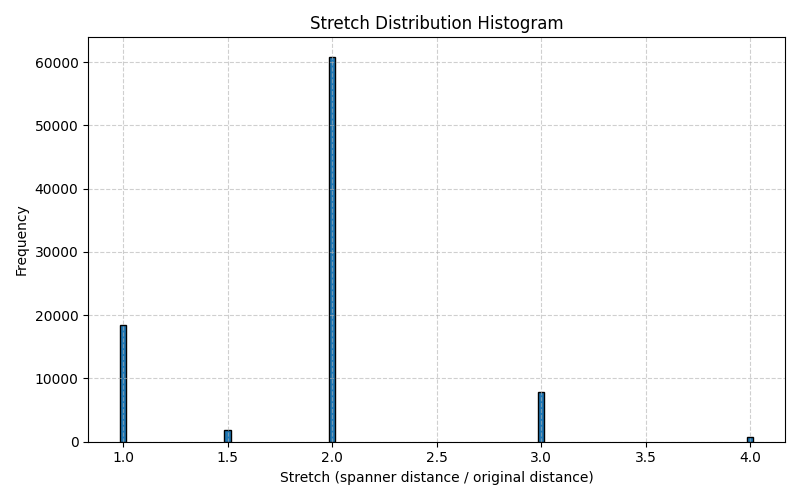 Stretch Distribution Histogram
Frequency
60000
50000
40000
30000
20000
10000
0
1.0 1.5 2.0 2.5 3.0 3.5 4.0
Stretch (spanner distance / original distance)